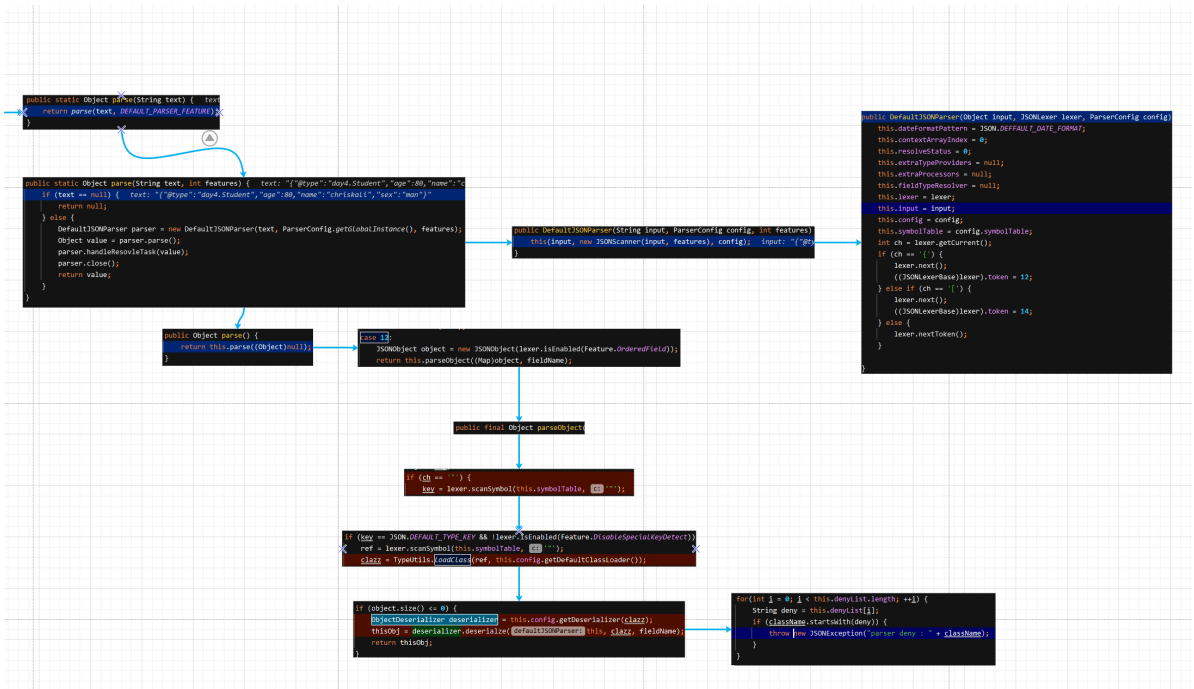 public static Object parse(String text) {  text
return parse(text, DEFAULT_PARSER_FEATURE)
}
public static Object parse(String text, int features) {  text: "{"@type":"day4.Student","age":80,"name":"c
if (text == null) {  text: "{"@type":"day4.Student","age":80,"name":"chriskali","sex":"man"}"
return null;
} else {
DefaultJSONParser parser = new DefaultJSONParser(text, ParserConfig.getGlobalInstance(), features);
Object value = parser.parse();
parser.handleResovleTask(value);
parser.close();
return value;
}
}
public DefaultJSONParser(String input, ParserConfig config, int features)
this(input, new JSONScanner(input, features), config);  input: "{"@ty
}
public DefaultJSONParser(Object input, JSONLexer lexer, ParserConfig config)
this.dateFormatPattern = JSON.DEFFAULT_DATE_FORMAT;
this.contextArrayIndex = 0;
this.resolveStatus = 0;
this.extraTypeProviders = null;
this.extraProcessors = null;
this.fieldTypeResolver = null;
this.lexer = lexer;
this.input = input;
this.config = config;
this.symbolTable = config.symbolTable;
int ch = lexer.getCurrent();
if (ch == '{') {
lexer.next();
((JSONLexerBase)lexer).token = 12;
} else if (ch == '[') {
lexer.next();
((JSONLexerBase)lexer).token = 14;
} else {
lexer.nextToken();
}
}
public Object parse() {
return this.parse((Object)null);
}
case 12:
JSONObject object = new JSONObject(lexer.isEnabled(Feature.OrderedField));
return this.parseObject((Map)object, fieldName);
public final Object parseObject(
if (ch == '"') {
key = lexer.scanSymbol(this.symbolTable, c: '"');
if (key == JSON.DEFAULT_TYPE_KEY && !lexer.isEnabled(Feature.DisableSpecialKeyDetect))
ref = lexer.scanSymbol(this.symbolTable, c: '"');
clazz = TypeUtils.loadClass(ref, this.config.getDefaultClassLoader());
if (object.size() <= 0) {
ObjectDeserializer deserializer = this.config.getDeserializer(clazz);
thisObj = deserializer.deserialze( defaultJSONParser: this, clazz, fieldName);
return thisObj;
}
for(int i = 0; i < this.denyList.length; ++i) {
String deny = this.denyList[i];
if (className.startsWith(deny)) {
throw new JSONException("parser deny : " + className);
}
}